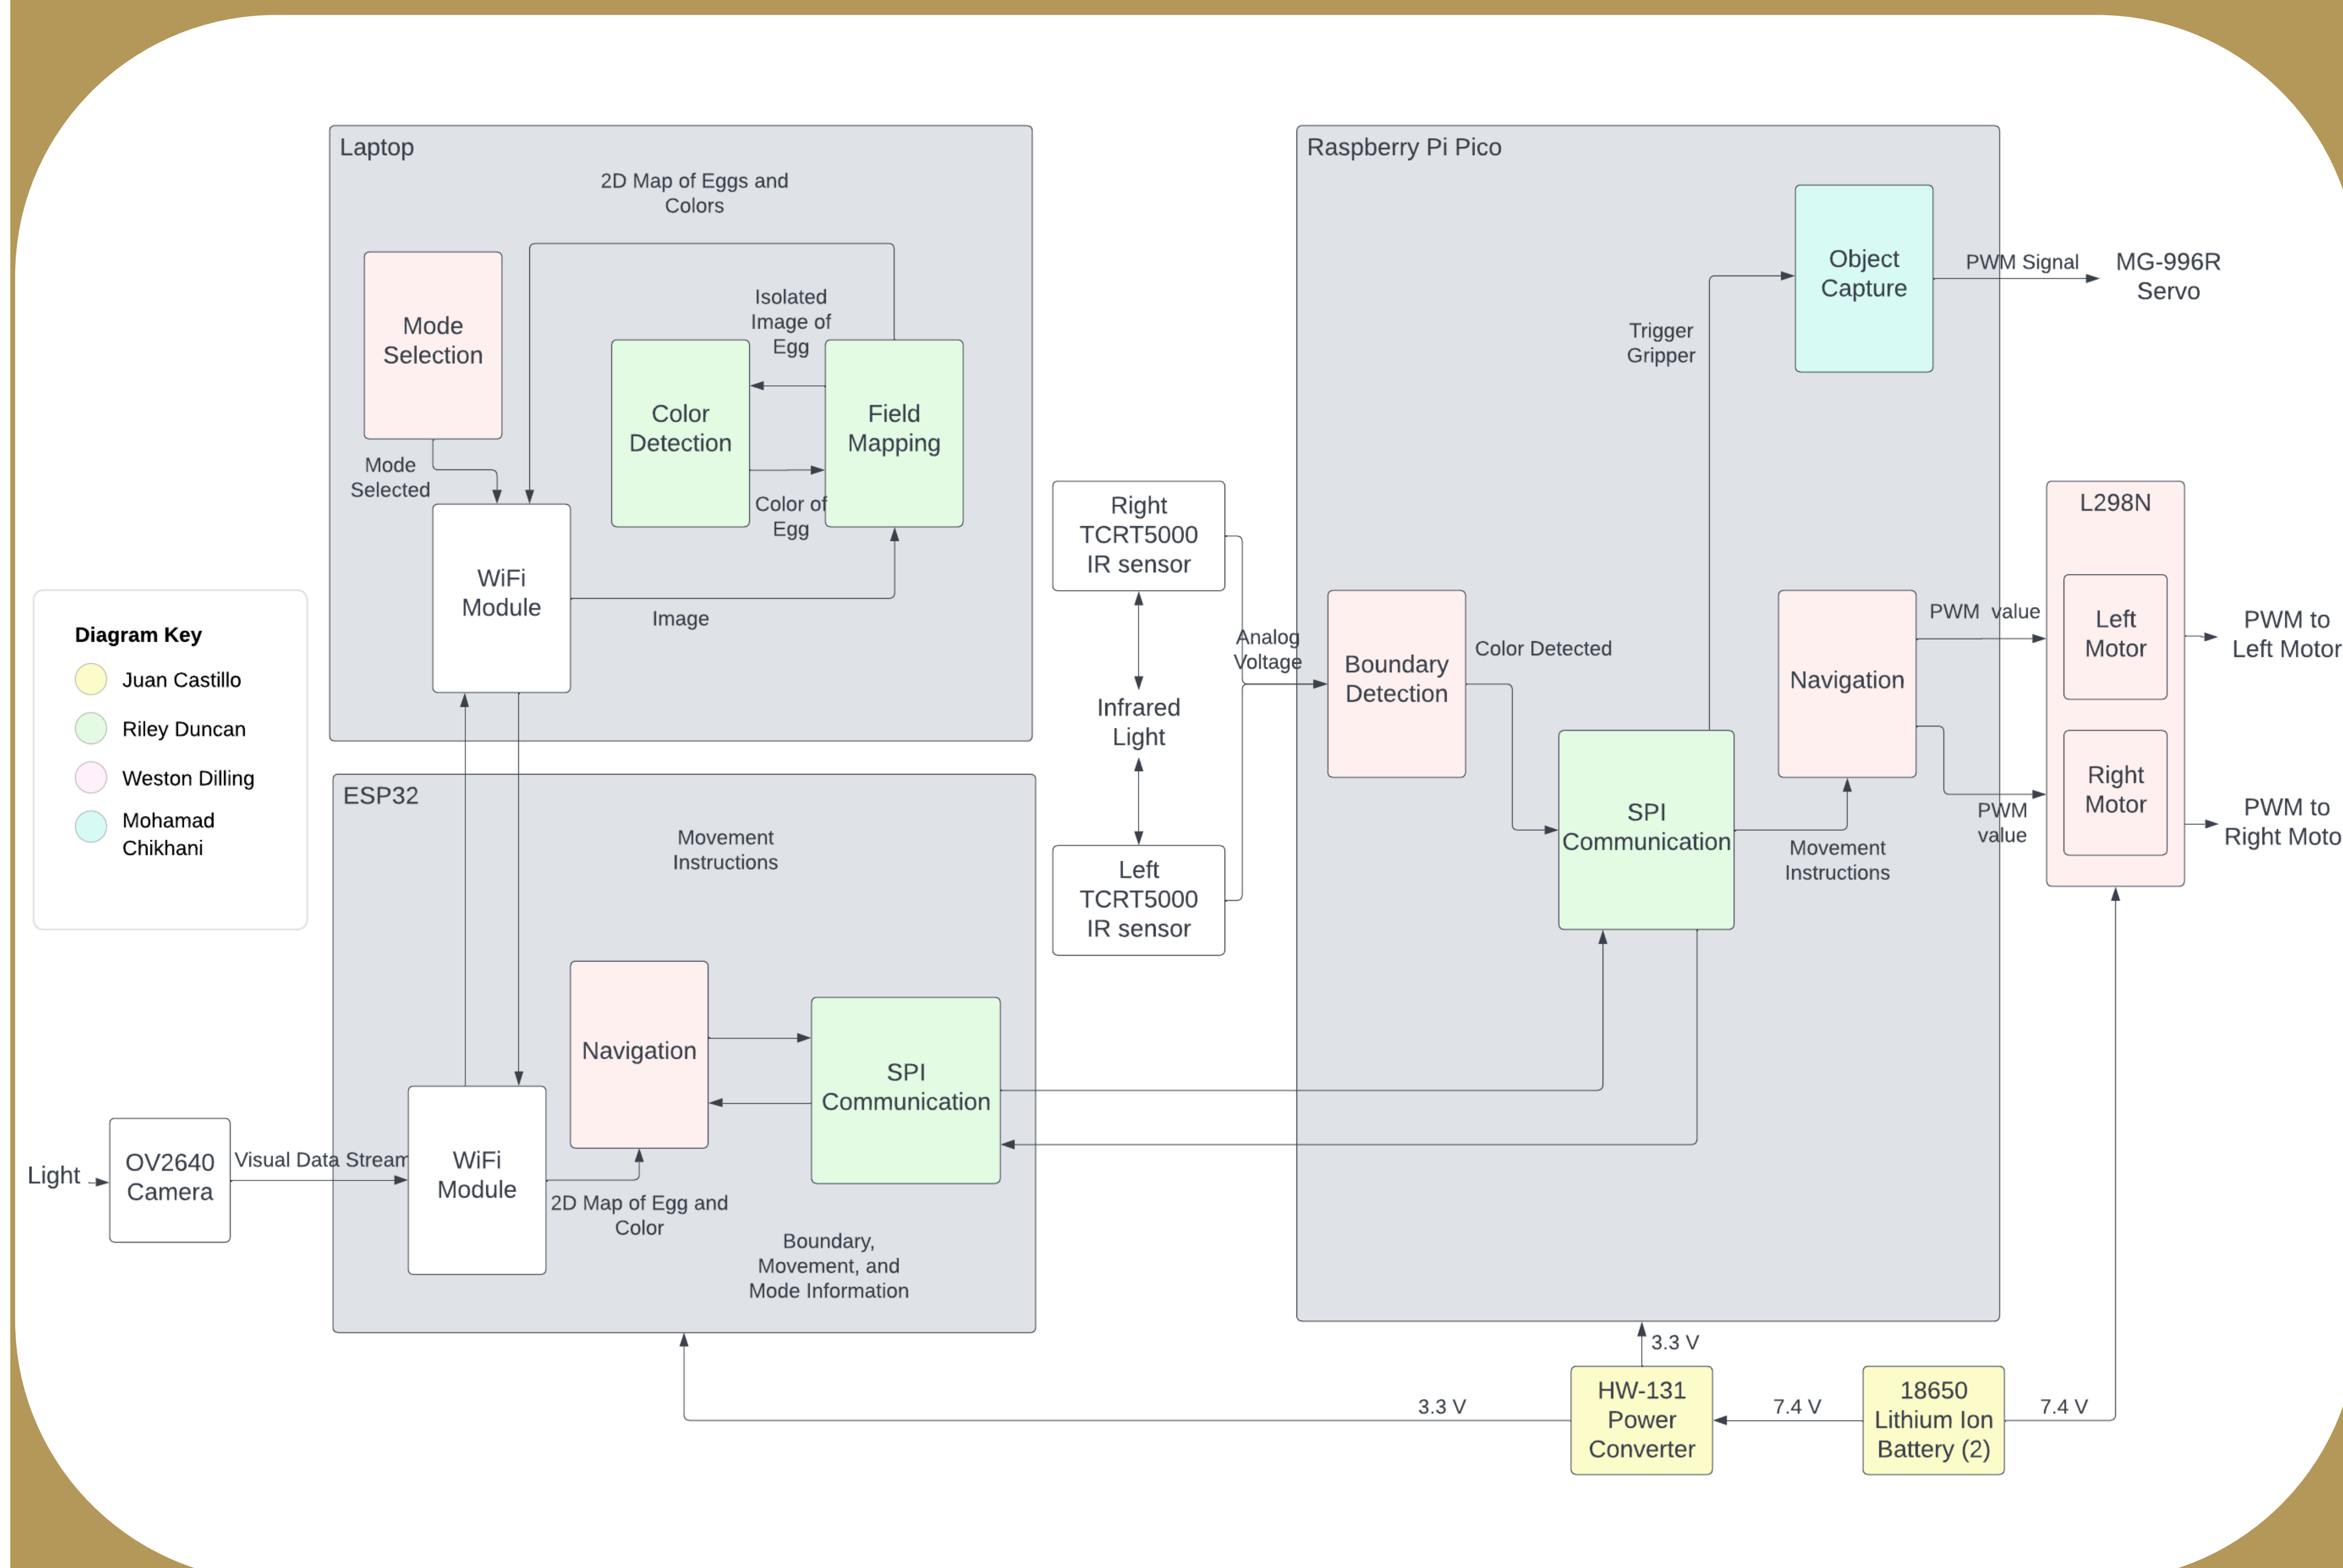 Laptop
2D Map of Eggs and
Colors
Mode
Selection
Isolated
Image of
Egg
Color
Detection
Field
Mapping
Mode
Selected
Color of
Egg
WiFi
Module
Image
Diagram Key
Juan Castillo
Riley Duncan
Weston Dilling
Mohamad
Chikhani
ESP32
Movement
Instructions
Navigation
SPI
Communication
Light
OV2640
Camera
Visual Data Stream
WiFi
Module
2D Map of Egg and
Color
Boundary,
Movement, and
Mode Information
Right
TCRT5000
IR sensor
Infrared
Light
Left
TCRT5000
IR sensor
Analog
Voltage
Raspberry Pi Pico
Object
Capture
PWM Signal
MG-996R
Servo
Trigger
Gripper
Boundary
Detection
Color Detected
SPI
Communication
Navigation
Movement
Instructions
PWM value
PWM
value
L298N
Left
Motor
Right
Motor
PWM to
Left Motor
PWM to
Right Moto
3.3 V
3.3 V
HW-131
Power
Converter
7.4 V
18650
Lithium Ion
Battery (2)
7.4 V